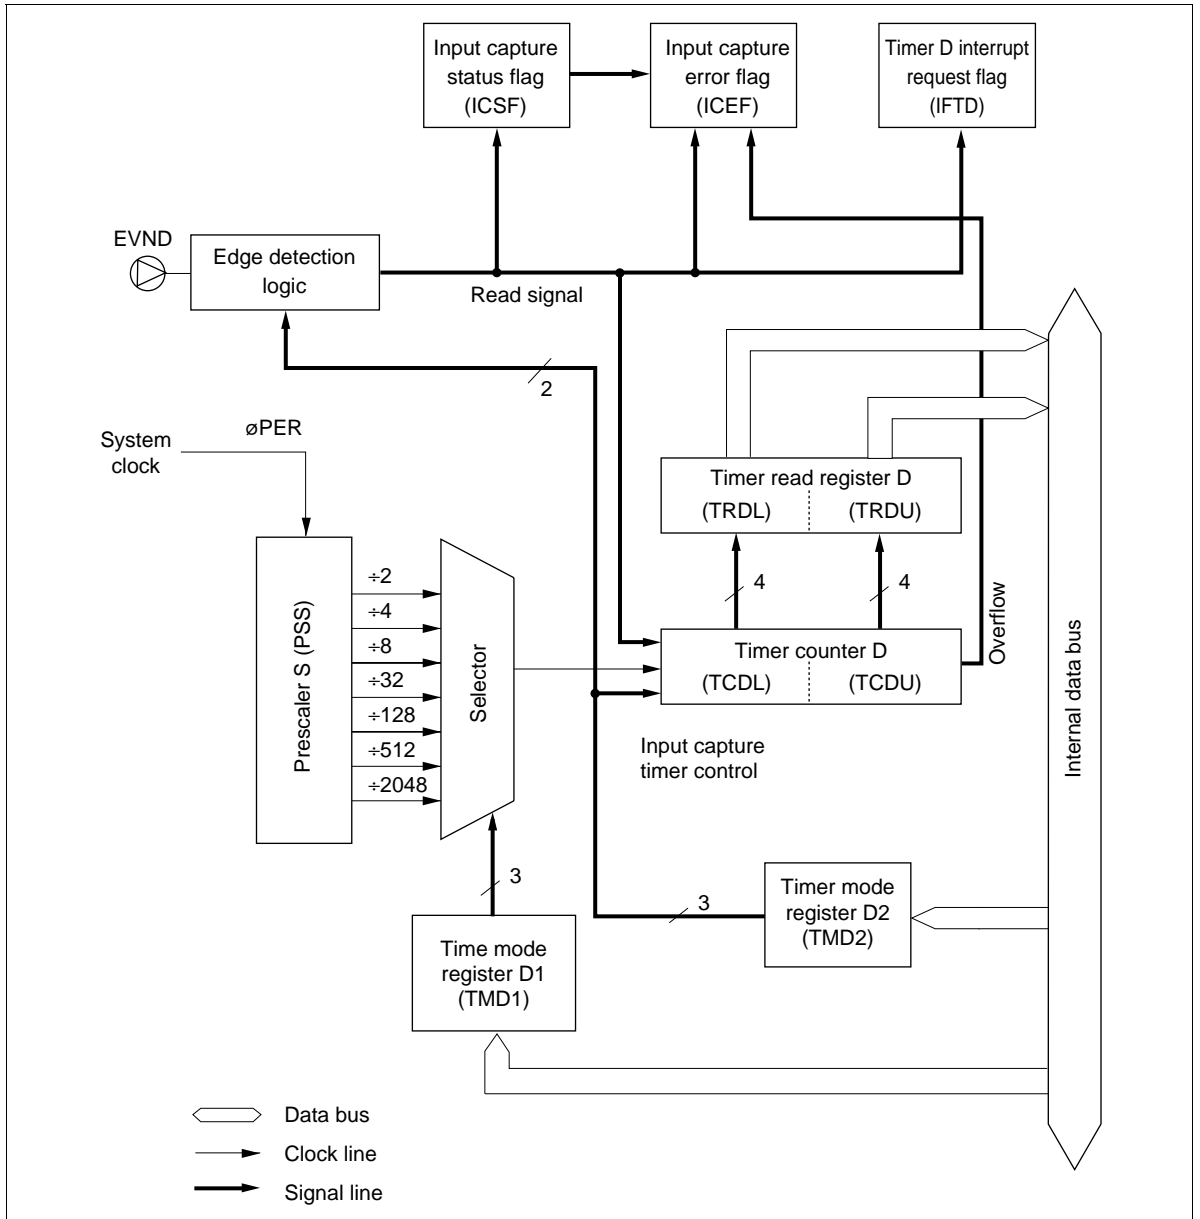 Input capture
status flag
(ICSF)
Input capture
error flag
(ICEF)
Timer D interrupt
request flag
(IFTD)
EVND
Edge detection
logic
Read signal
2
øPER
System
clock
Timer read register D
(TRDL)
(TRDU)
4
4
Overflow
Timer counter D
(TCDL)
(TCDU)
Prescaler S (PSS)
÷2
÷4
÷8
÷32
÷128
÷512
÷2048
Selector
Input capture
timer control
Internal data bus
3
3
Timer mode
register D2
(TMD2)
Time mode
register D1
(TMD1)
Data bus
Clock line
Signal line